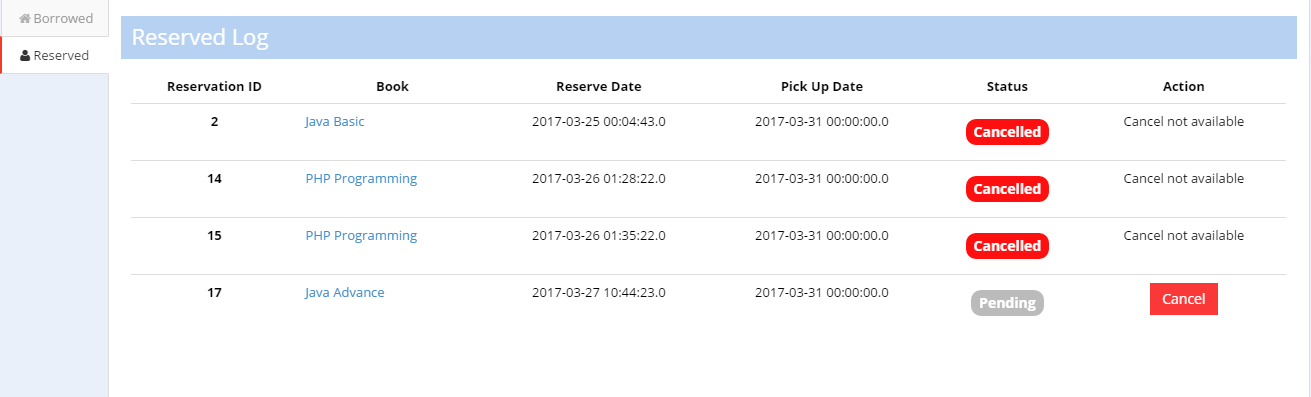 Borrowed
Reserved
Reserved Log
Reservation ID Book Reserve Date Pick Up Date Status Action
2 Java Basic 2017-03-25 00:04:43.0 2017-03-31 00:00:00.0 Cancelled Cancel not available
14 PHP Programming 2017-03-26 01:28:22.0 2017-03-31 00:00:00.0 Cancelled Cancel not available
15 PHP Programming 2017-03-26 01:35:22.0 2017-03-31 00:00:00.0 Cancelled Cancel not available
17 Java Advance 2017-03-27 10:44:23.0 2017-03-31 00:00:00.0 Pending Cancel